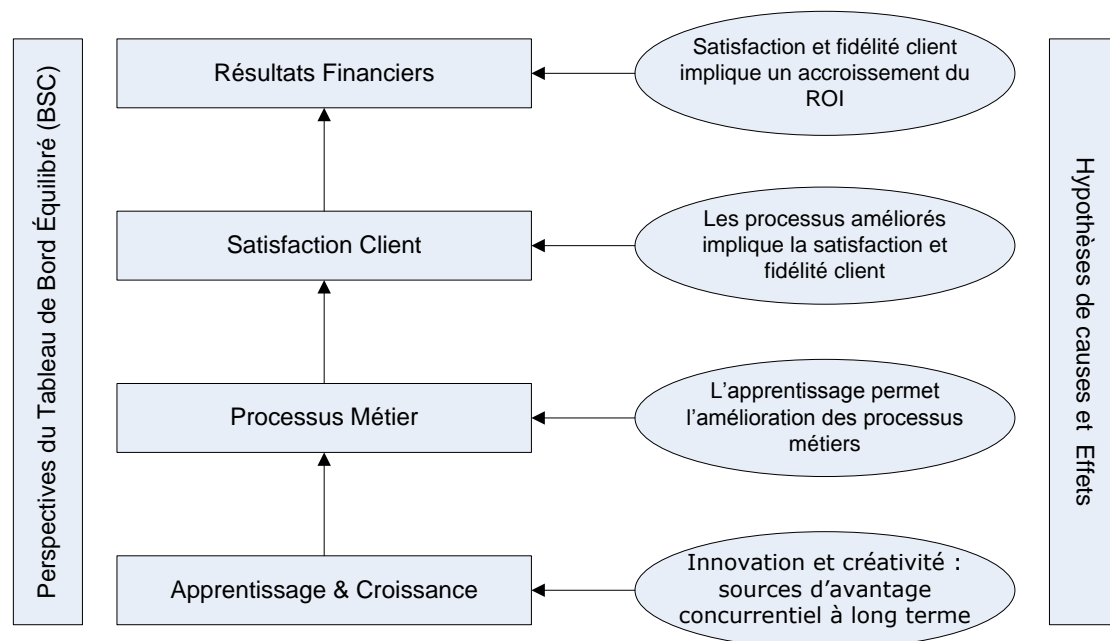 Perspectives du Tableau de Bord Équilibré (BSC)
Résultats Financiers
Satisfaction et fidélité client
implique un accroissement du
ROI
Satisfaction Client
Les processus améliorés
implique la satisfaction et
fidélité client
Processus Métier
L'apprentissage permet
l'amélioration des processus
métiers
Apprentissage & Croissance
Innovation et créativité :
sources d'avantage
concurrentiel à long terme
Hypothèses de causes et Effets